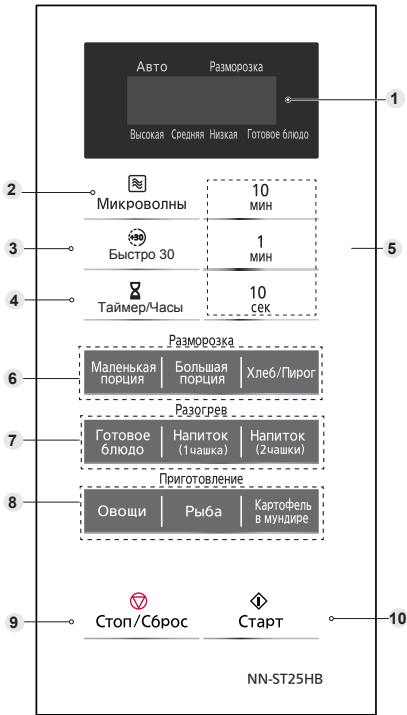 Авто Разморозка
1
Высокая Средняя Низкая Готовое блюдо
2
Микроволны
10
мин
3
+30
Быстро 30
1
мин
5
4
Таймер/Часы
10
сек
Разморозка
6
Маленькая
порция
Большая
порция
Хлеб/Пирог
Разогрев
7
Готовое
блюдо
Напиток
(1чашка)
Напиток
(2чашки)
Приготовление
8
Овощи
Рыба
Картофель
в мундире
9
Стоп/Сброс
Старт
10
NN-ST25HB